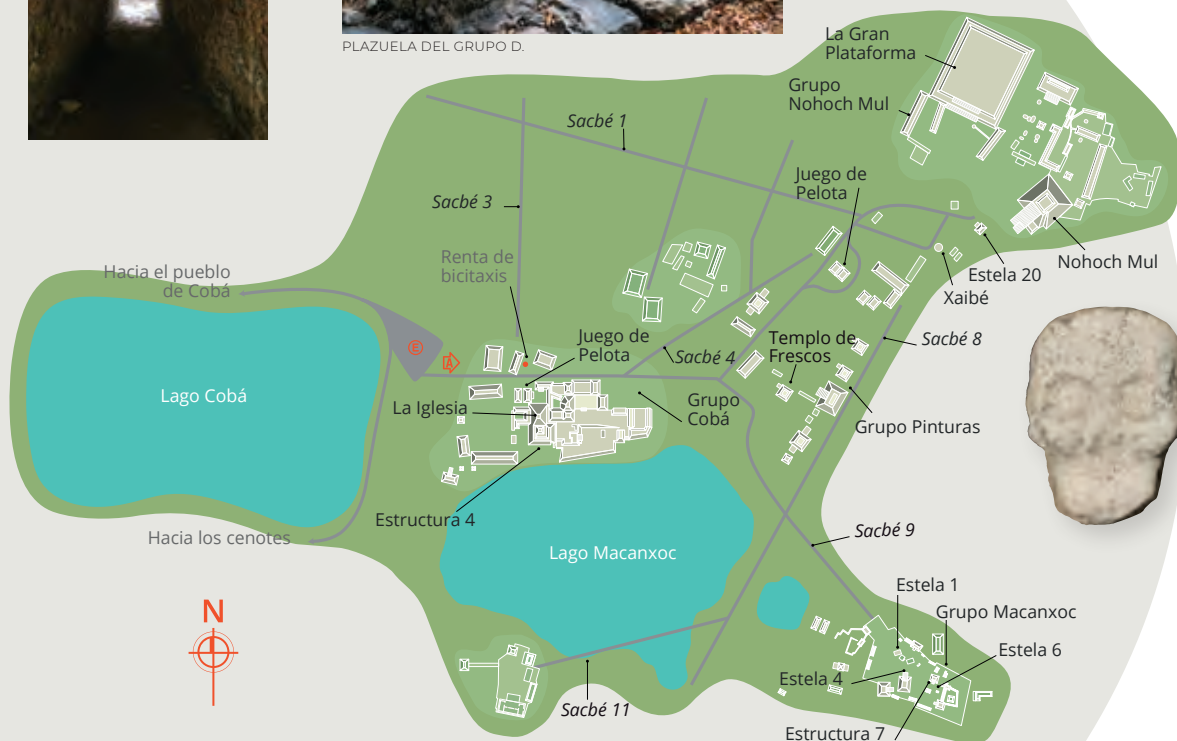 PLAZUELA DEL GRUPO D.
La Gran
Plataforma
Grupo
Nohoch Mul
Sacbé 1
Juego de
Pelota
Sacbé 3
Renta de
bicitaxis
Hacia el pueblo
de Cobá
Nohoch Mul
Estela 20
Xaibé
Juego de
Pelota
Sacbé 4
Templo de
Frescos
Sacbé 8
E
A
Lago Cobá
La Iglesia
Grupo
Cobá
Grupo Pinturas
Estructura 4
Hacia los cenotes
Lago Macanxoc
Sacbé 9
Estela 1
Grupo Macanxoc
N
Estela 6
Estela 4
Sacbé 11
Estructura 7